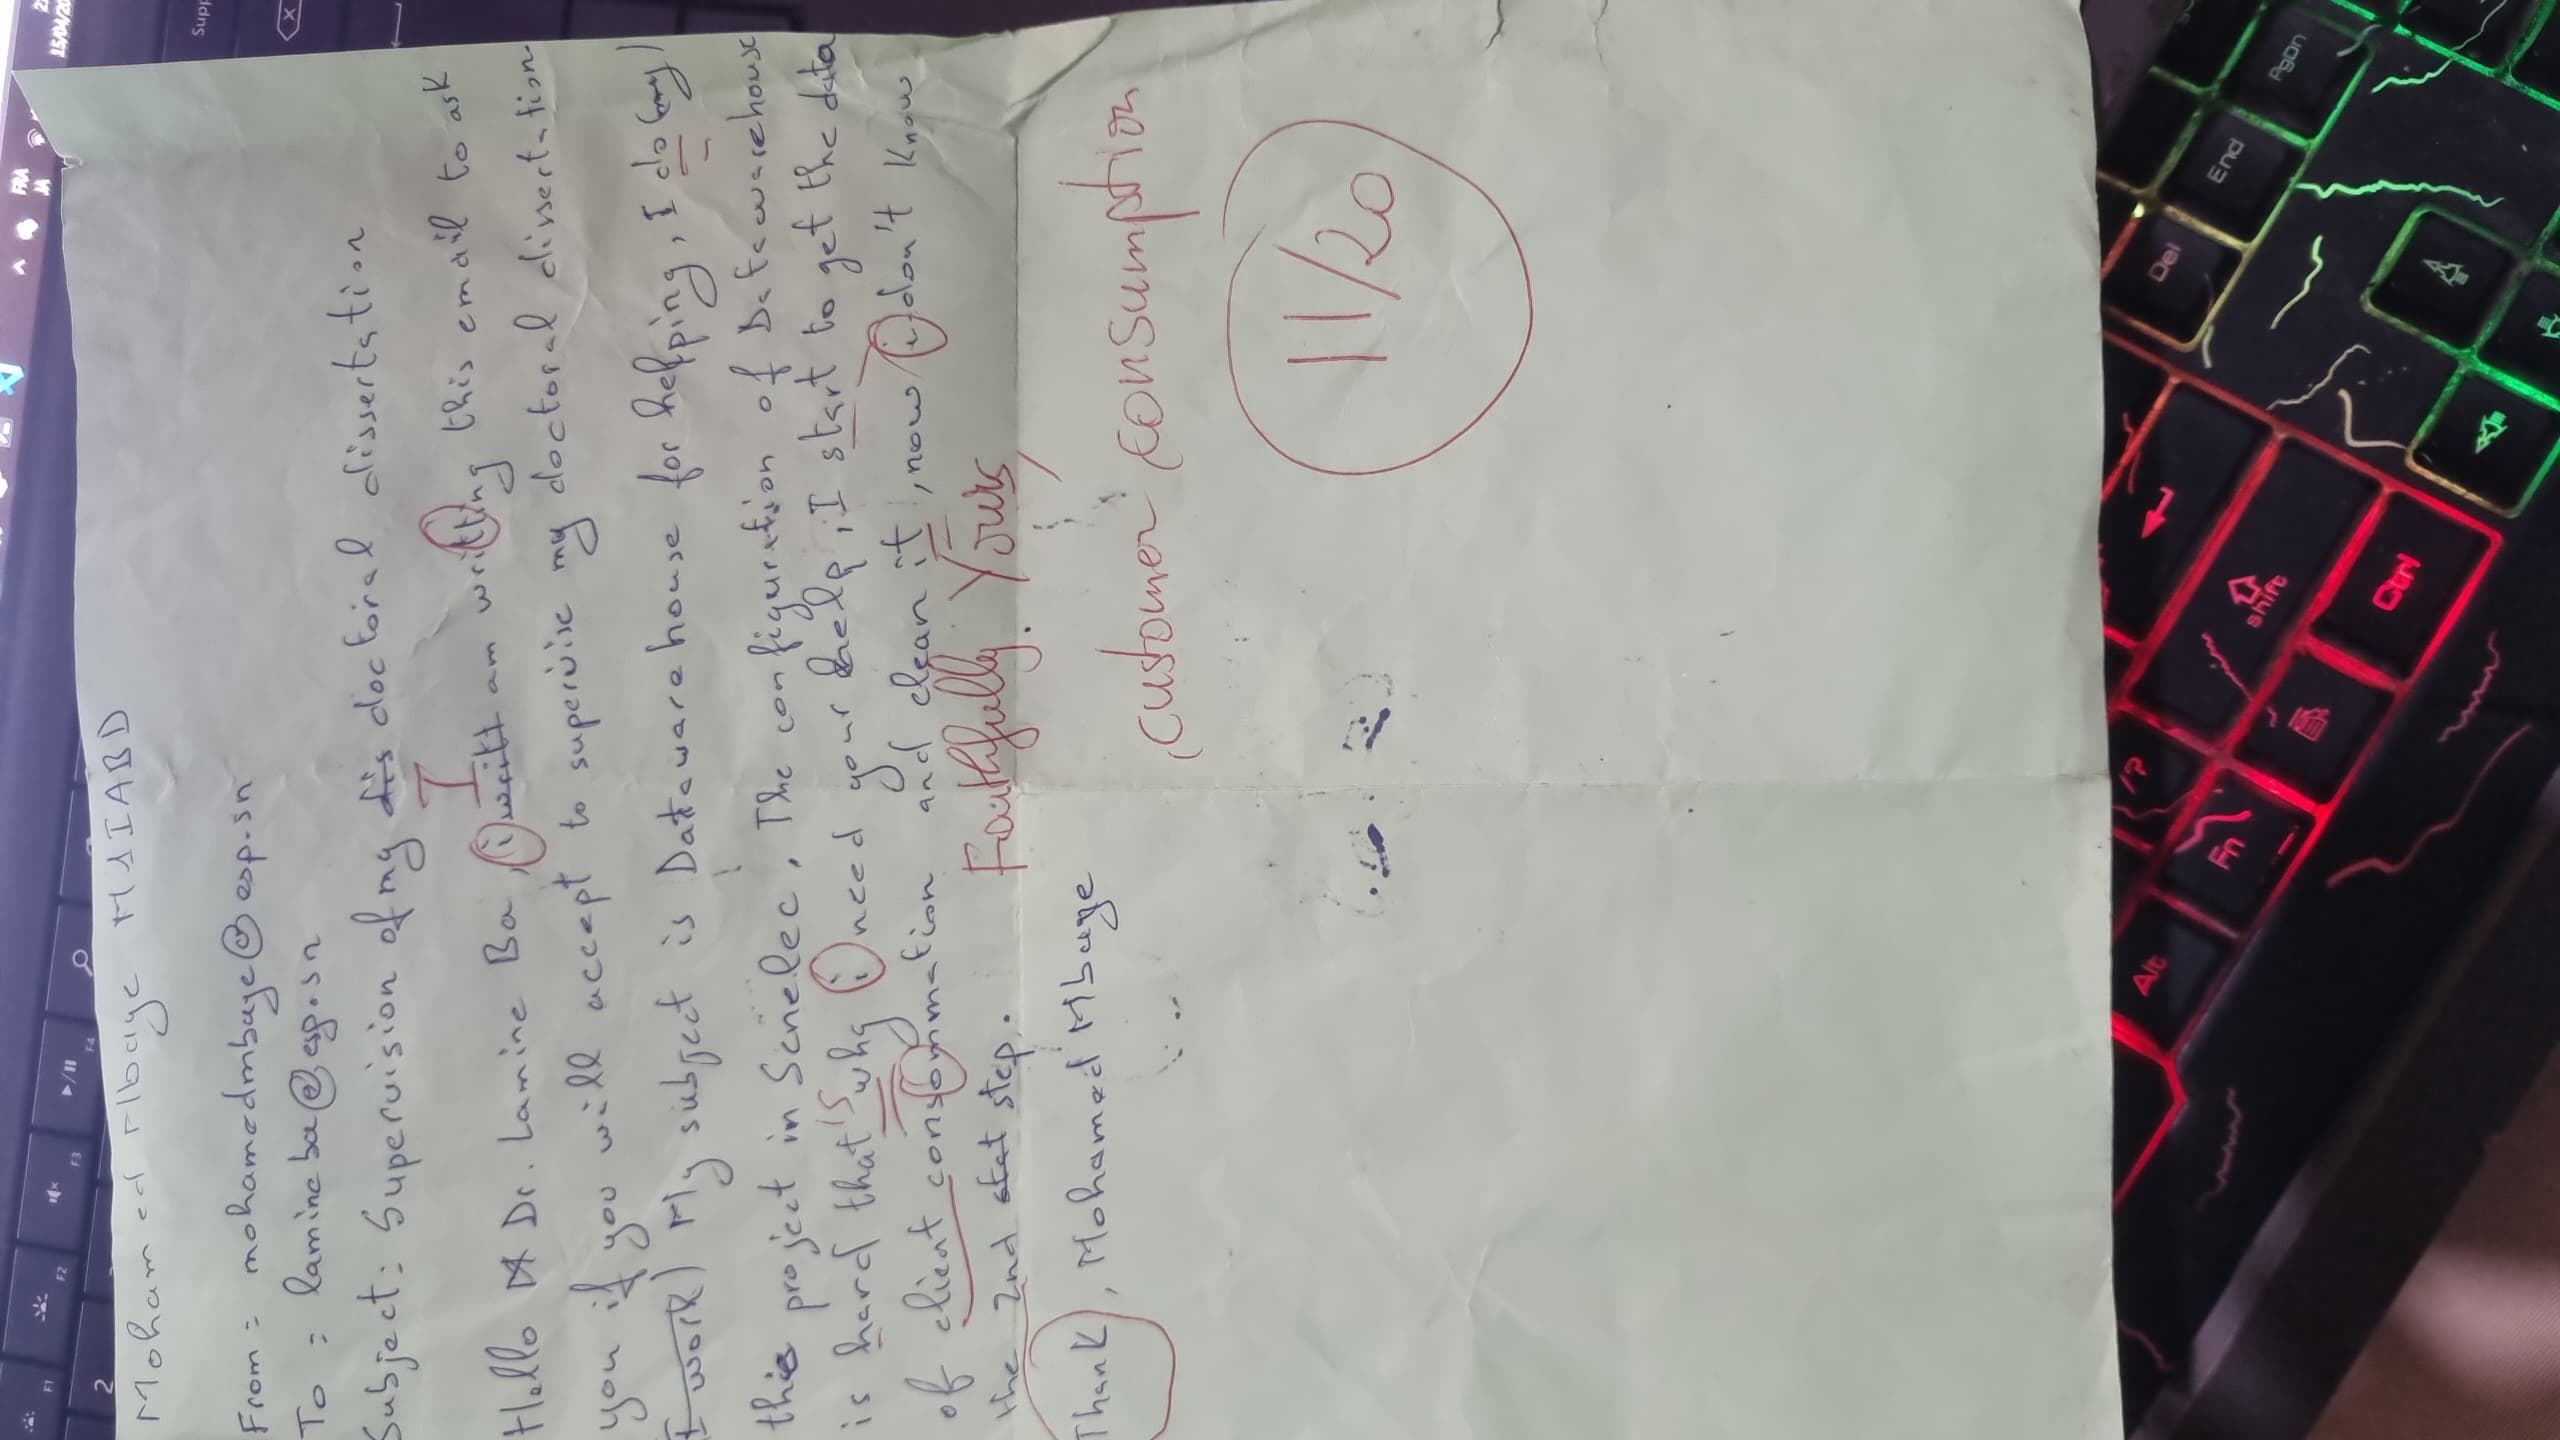 F1 F2 F3 F4
FRA
JA
15/04/20
2
Supp
Mohamed Mbaye M1IABD
From : mohamedmbaye@esp.sn
To : lamineba@esp.sn
Subject: Supervision of my dis doctoral dissertation
I
Hello Dr. Lamine Ba, i writt am writting this email to ask
you if you will accept to supervise my doctoral dissertation.
I work) My subject is Datawarehouse for helping, I do (my)
this project in Senelec. The configuration of Datawarehouse
is hard that's why i need your help, I start to get the data
of client consommation and clean it, now i don't know
the 2nd stat step. Faithfully Yours,
Thank, Mohamed Mbaye
customer consumption
11/20
Alt /? Del
Fn shift End
PgDn
Ctrl